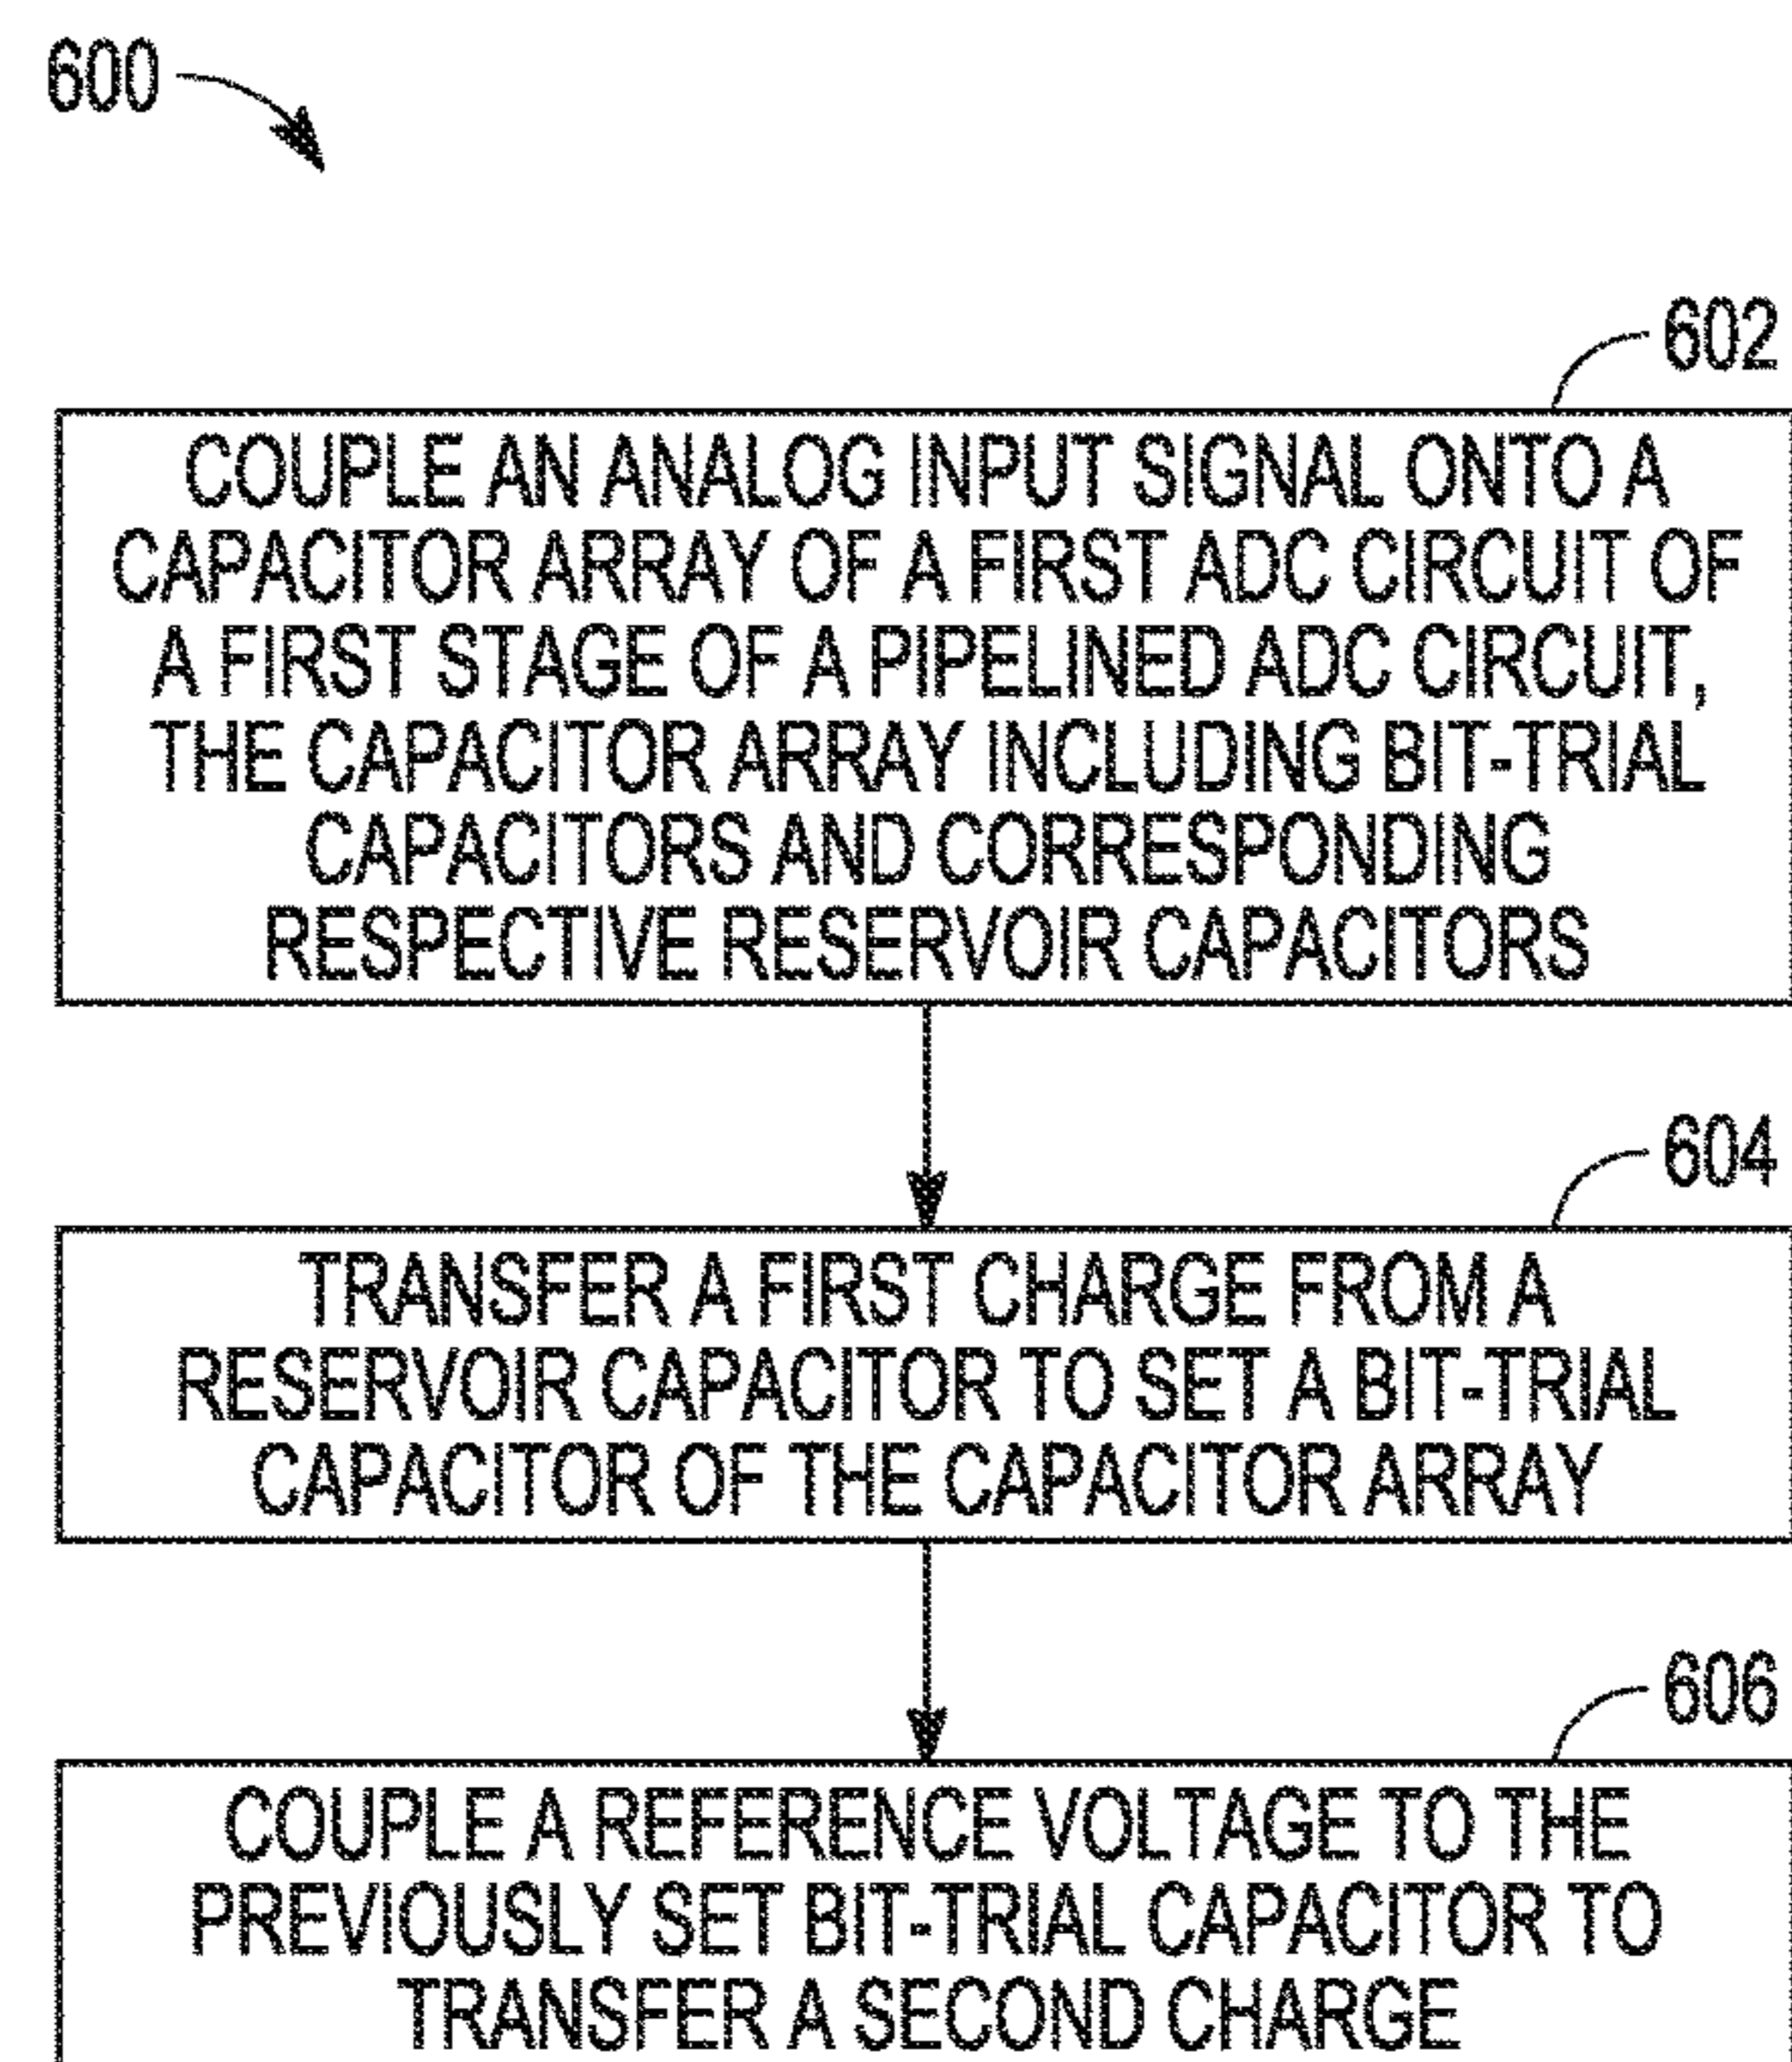 600
602
COUPLE AN ANALOG INPUT SIGNAL ONTO A
CAPACITOR ARRAY OF A FIRST ADC CIRCUIT OF
A FIRST STAGE OF A PIPELINED ADC CIRCUIT,
THE CAPACITOR ARRAY INCLUDING BIT-TRIAL
CAPACITORS AND CORRESPONDING
RESPECTIVE RESERVOIR CAPACITORS
604
TRANSFER A FIRST CHARGE FROM A
RESERVOIR CAPACITOR TO SET A BIT-TRIAL
CAPACITOR OF THE CAPACITOR ARRAY
606
COUPLE A REFERENCE VOLTAGE TO THE
PREVIOUSLY SET BIT-TRIAL CAPACITOR TO
TRANSFER A SECOND CHARGE